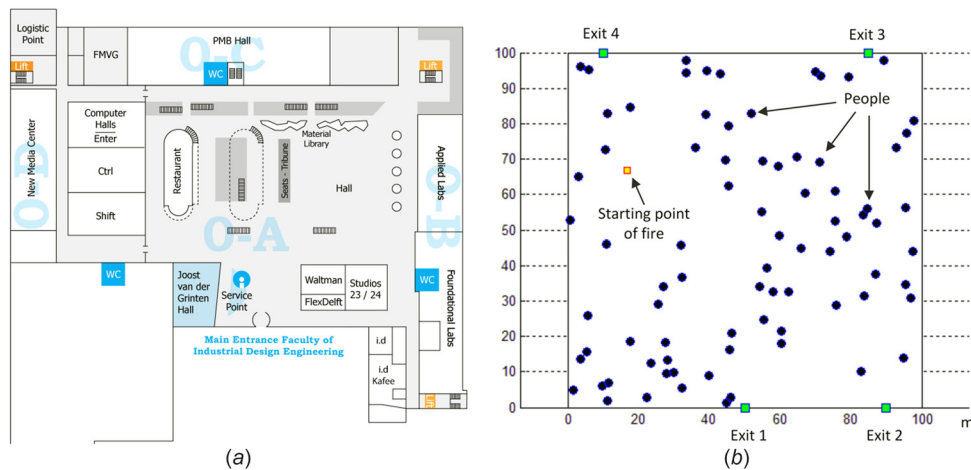 Logistic
Point
Lift
FMVG
O-C
PMB Hall
WC
Lift
New Media Center
O-D
Computer
Halls
Enter
Ctrl
Shift
Restaurant
Seats - Tribune
Material
Library
Hall
O-A
Applied Labs
O-B
WC
Joost
van der
Grinten
Hall
Service
Point
Waltman
FlexDelft
Studios
23 / 24
WC
Foundational Labs
Main Entrance Faculty of
Industrial Design Engineering
i.d
i.d
Kafee
Lift
(a)
Exit 4
Exit 3
100
90
80
70
60
50
40
30
20
10
0
People
Starting point
of fire
0
20
40
60
80
100
m
Exit 1
Exit 2
(b)